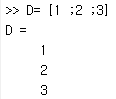 >> D= [1 ;2 ;3]
D =
1
2
3